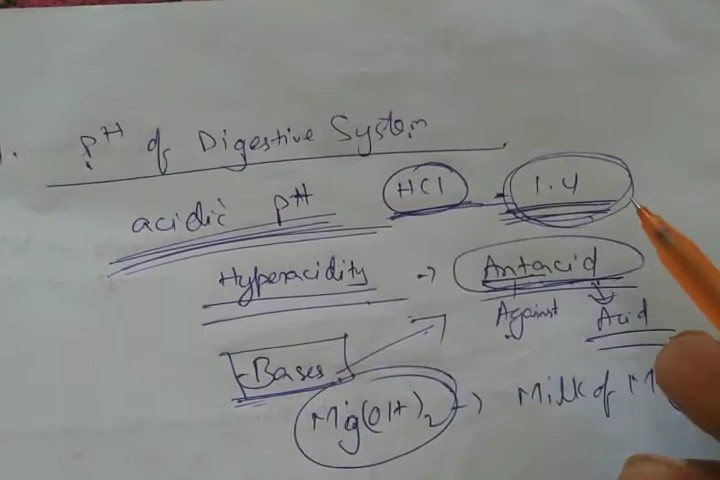 PH of Digestive System
acidic PH HCl - 1.4
Hyperacidity → Antacid
Against Acid
Bases
Mg(OH)2 → Milk of M